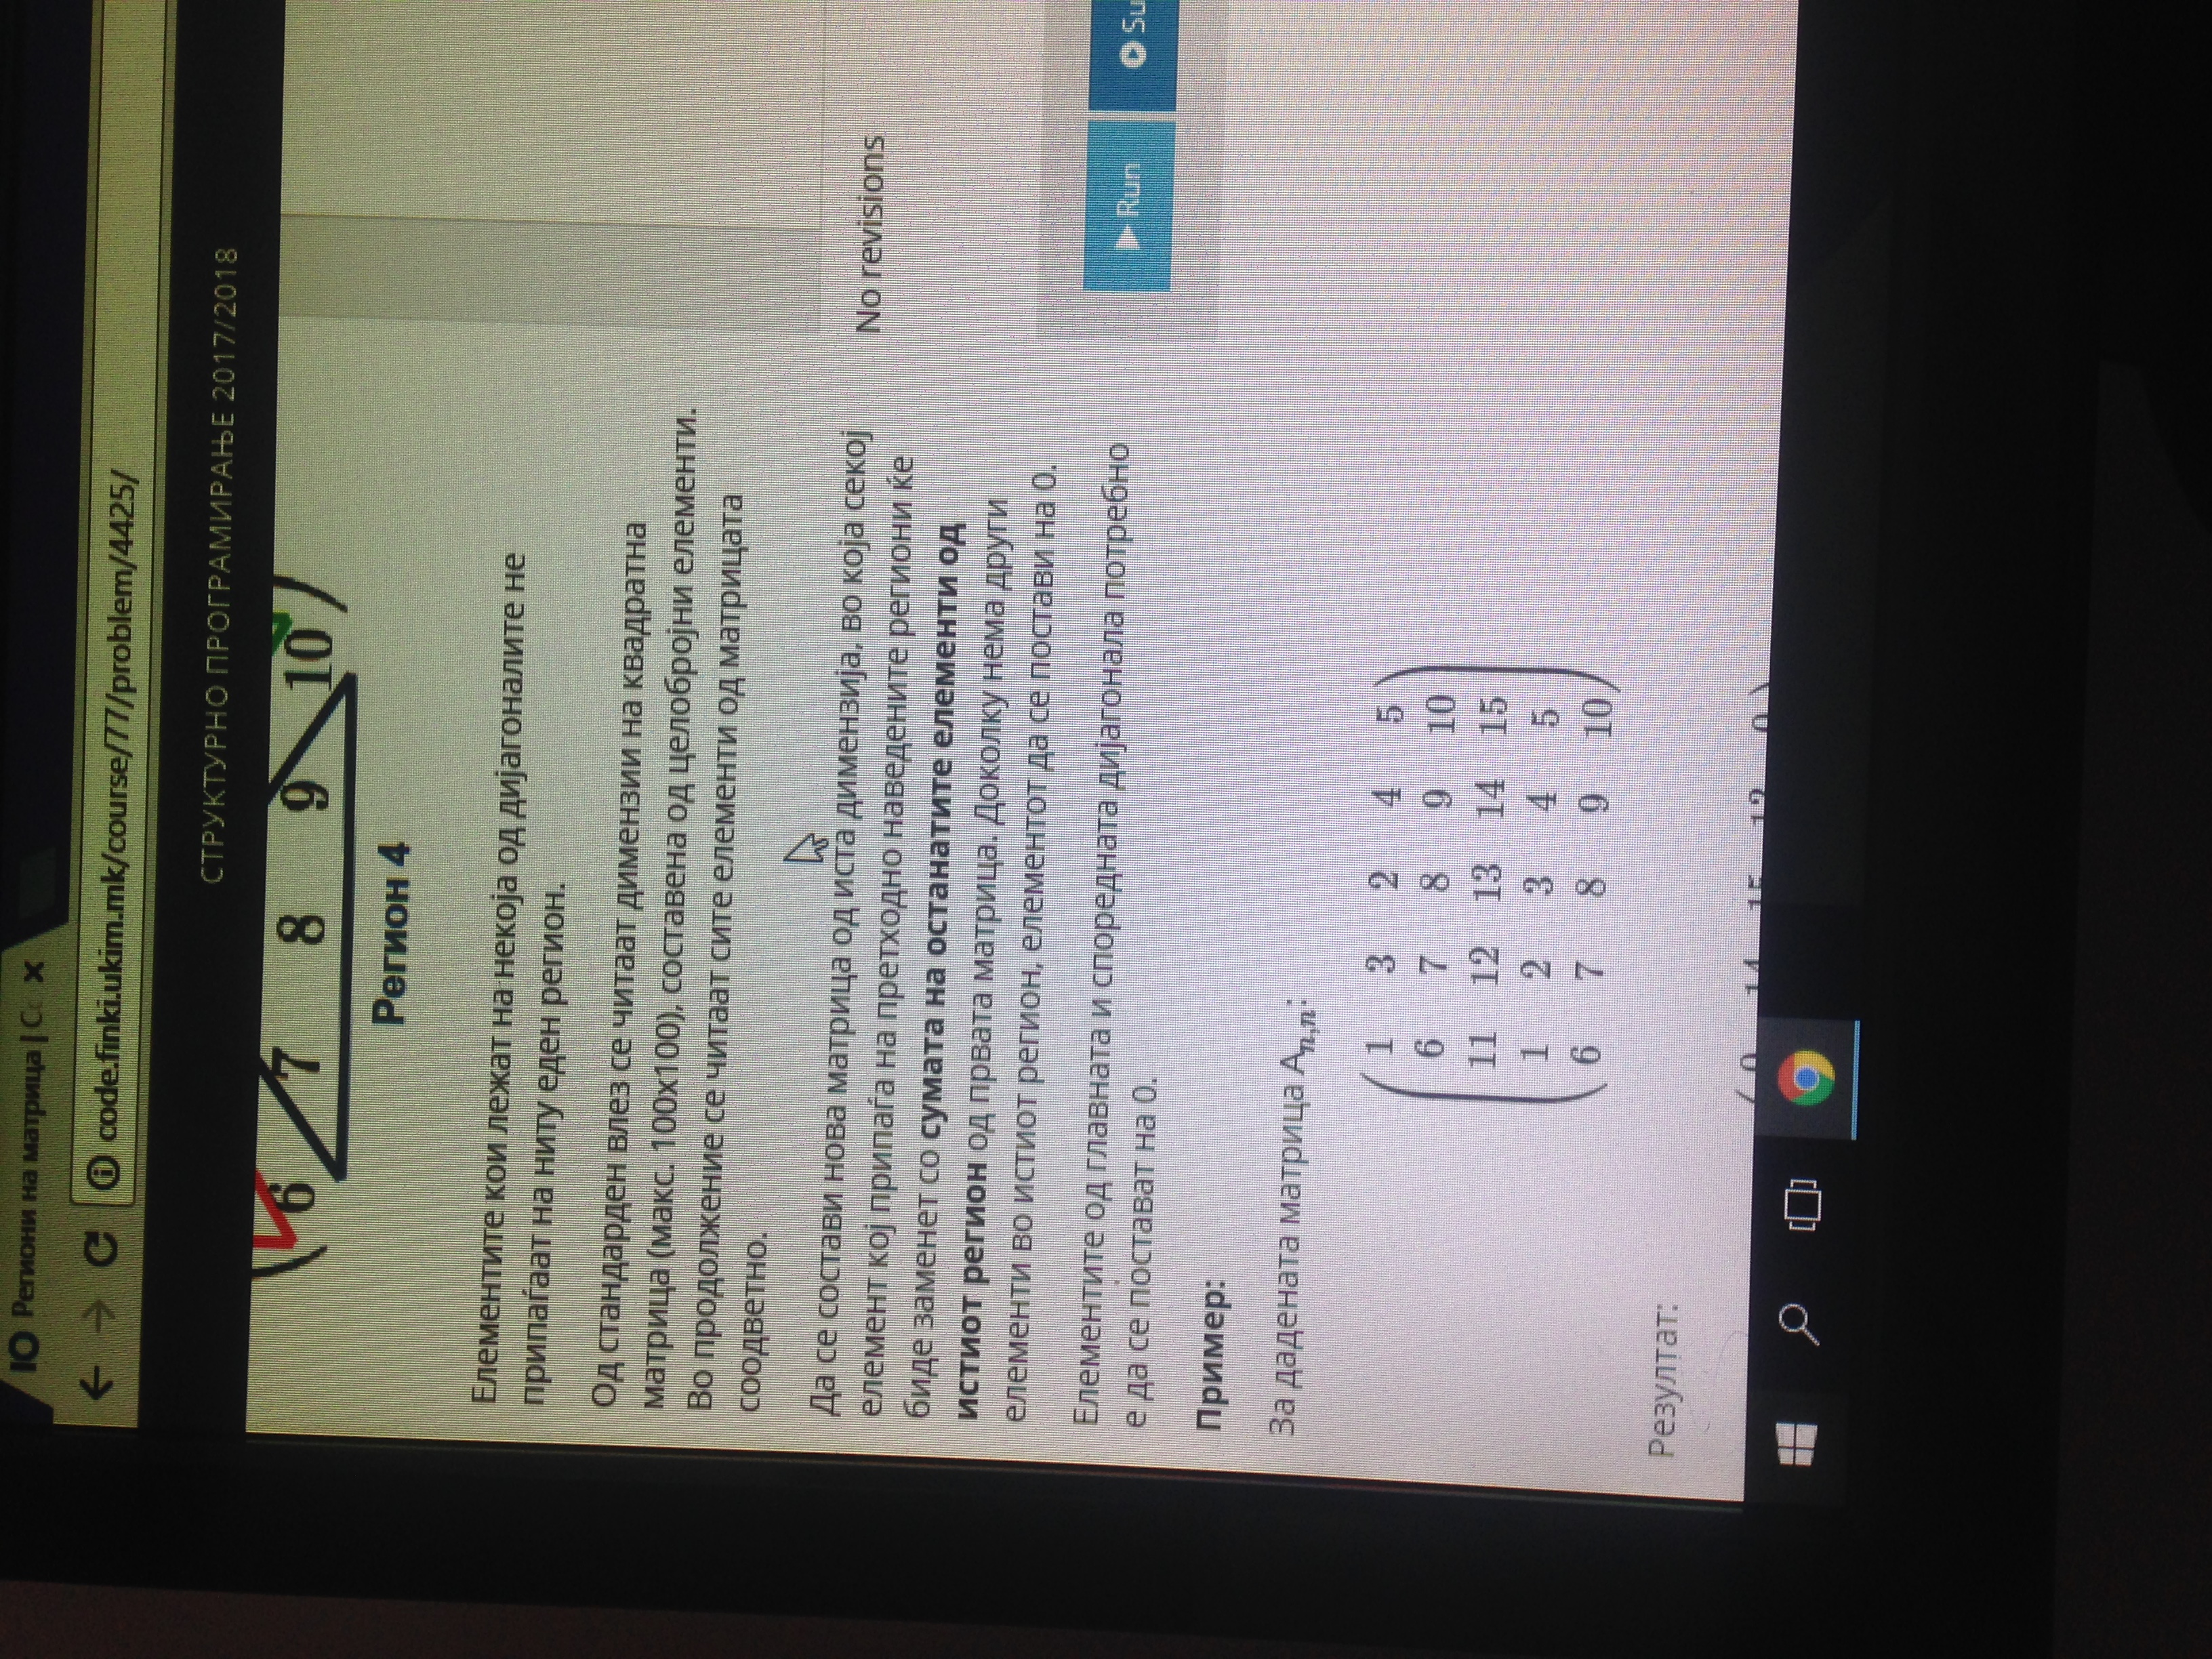 Региони на матрица | Co
code.finki.ukim.mk/course/77/problem/4425/
СТРУКТУРНО ПРОГРАМИРАЊЕ 2017/2018
6 7 8 9 10
Регион 4
Елементите кои лежат на некоја од дијагоналите не
припаѓаат на ниту еден регион.
Од стандарден влез се читаат димензии на квадратна
матрица (макс. 100x100), составена од целобројни елементи.
Во продолжение се читаат сите елементи од матрицата
соодветно.
Да се состави нова матрица од иста димензија, во која секој
елемент кој припаѓа на претходно наведените региони ќе
биде заменет со сумата на останатите елементи од
истиот регион од првата матрица. Доколку нема други
елементи во истиот регион, елементот да се постави на 0.
Елементите од главната и споредната дијагонала потребно
е да се постават на 0.
Пример:
За дадената матрица An,n:
1 3 2 4 5
6 7 8 9 10
11 12 13 14 15
1 2 3 4 5
6 7 8 9 10
Резултат:
No revisions
Run
Su